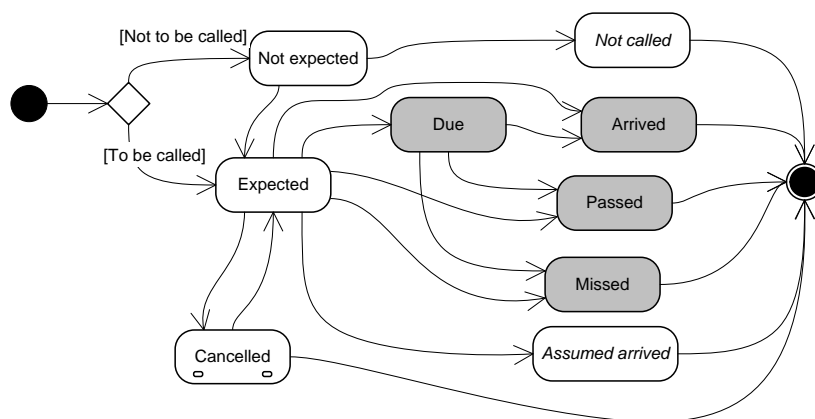 [Not to be called]
Not expected
Not called
Due
Arrived
[To be called]
Expected
Passed
Missed
Cancelled
Assumed arrived